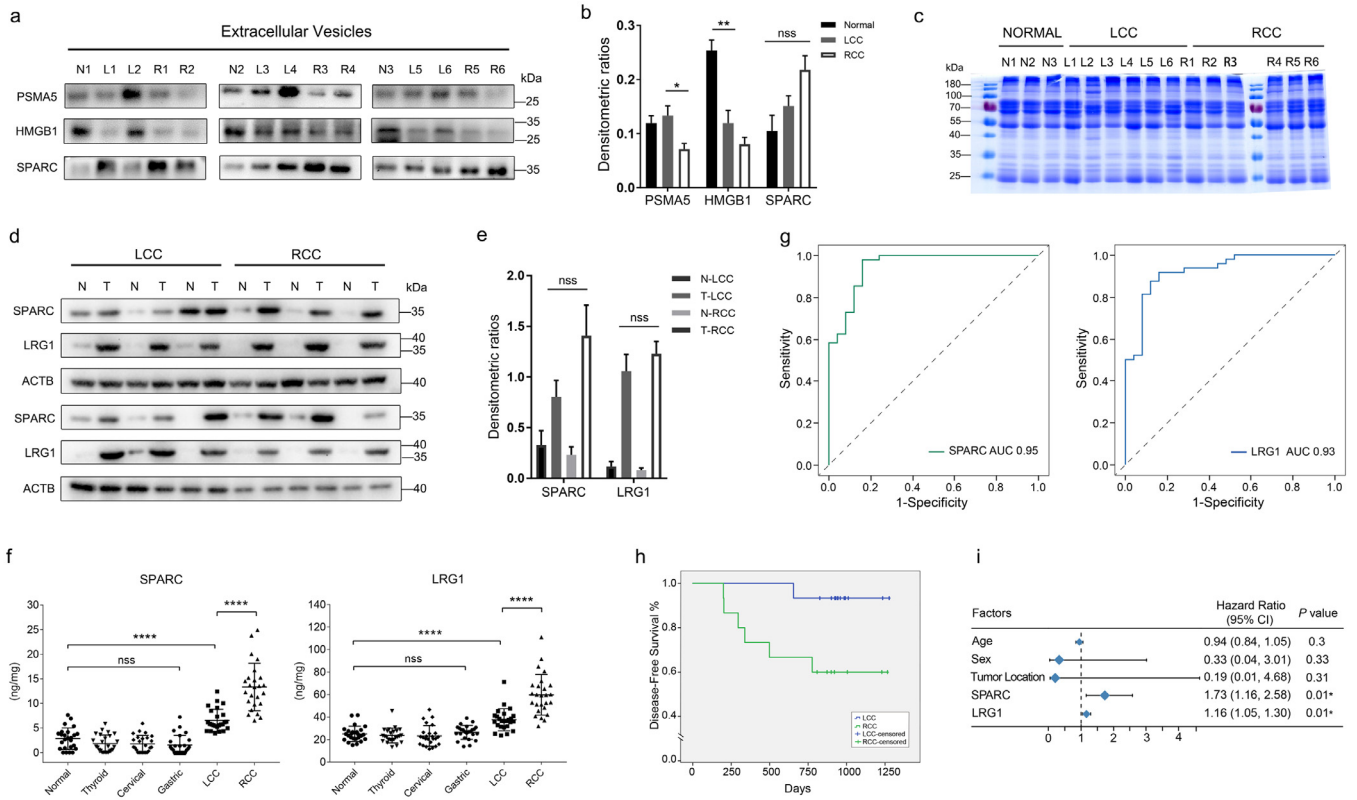 a
Extracellular Vesicles
N1 L1 L2 R1 R2
N2 L3 L4 R3 R4
N3 L5 L6 R5 R6
kDa
PSMA5
25
HMGB1
35
25
SPARC
35
b
Normal
LCC
RCC
Densitometric ratios
0.3
0.2
0.1
0.0
*
**
nss
PSMA5 HMGB1 SPARC
c
NORMAL LCC RCC
kDa N1 N2 N3 L1 L2 L3 L4 L5 L6 R1 R2 R3 R4 R5 R6
180
100
70
55
40
35
25
d
LCC RCC
N T N T N T N T N T N T
kDa
SPARC
35
LRG1
40
35
ACTB
40
SPARC
35
LRG1
40
35
ACTB
40
e
N-LCC
T-LCC
N-RCC
T-RCC
Densitometric ratios
2.0
1.5
1.0
0.5
0.0
nss
nss
SPARC LRG1
g
Sensitivity
1.0
0.8
0.6
0.4
0.2
0.0
SPARC AUC 0.95
0.0 0.2 0.4 0.6 0.8 1.0
1-Specificity
Sensitivity
1.0
0.8
0.6
0.4
0.2
0.0
LRG1 AUC 0.93
0.0 0.2 0.4 0.6 0.8 1.0
1-Specificity
f
SPARC
(ng/mg)
30
25
20
15
10
5
0
****
****
nss
Normal Thyroid Cervical Gastric LCC RCC
LRG1
(ng/mg)
140
120
100
80
60
40
20
0
****
****
nss
Normal Thyroid Cervical Gastric LCC RCC
h
Disease-Free Survival %
1.0
0.8
0.6
0.4
0
LCC
RCC
LCC-censored
RCC-censored
0 250 500 750 1000 1250
Days
i
Factors Hazard Ratio (95% CI) P value
Age 0.94 (0.84, 1.05) 0.3
Sex 0.33 (0.04, 3.01) 0.33
Tumor Location 0.19 (0.01, 4.68) 0.31
SPARC 1.73 (1.16, 2.58) 0.01*
LRG1 1.16 (1.05, 1.30) 0.01*
0 1 2 3 4